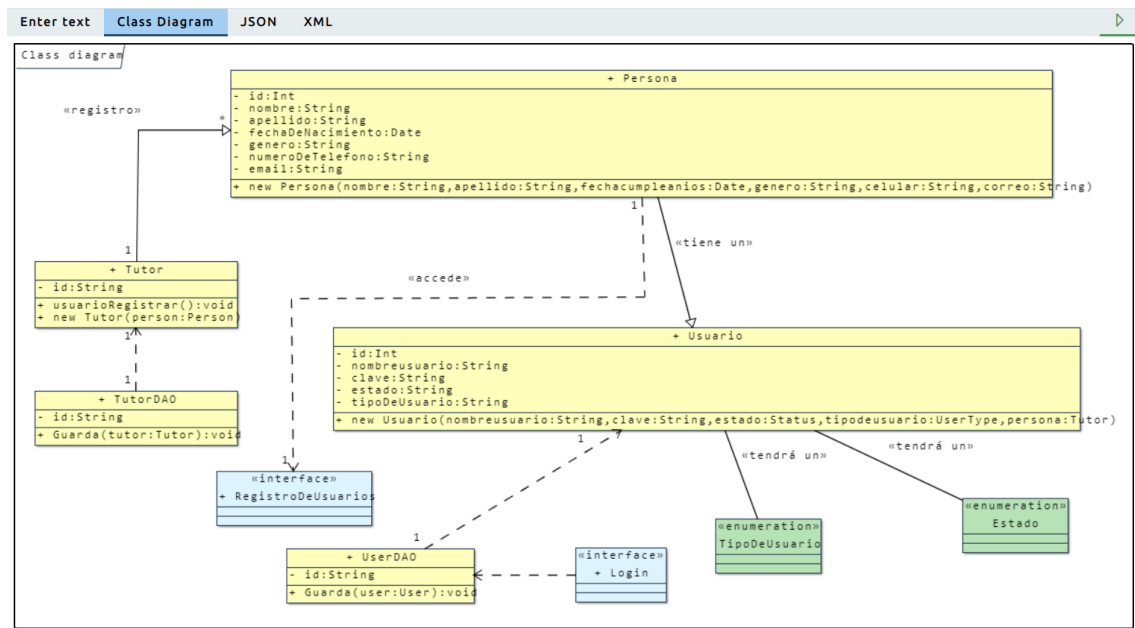 Enter text
Class Diagram
JSON
XML
Class diagram
+ Persona
- id:Int
- nombre:String
- apellido:String
- fechaDeNacimiento:Date
- genero:String
- numeroDeTelefono:String
- email:String
+ new Persona(nombre:String,apellido:String,fechacumpleanios:Date,genero:String,celular:String,correo:String)
«registro»
*
1
1
«tiene un»
«accede»
+ Tutor
- id:String
+ usuarioRegistrar():void
+ new Tutor(person:Person)
1
1
+ TutorDAO
- id:String
+ Guarda(tutor:Tutor):void
+ Usuario
- id:Int
- nombreusuario:String
- clave:String
- estado:String
- tipoDeUsuario:String
+ new Usuario(nombreusuario:String,clave:String,estado:Status,tipodeusuario:UserType,persona:Tutor)
1
«tendrá un»
«tendrá un»
1
«interface»
+ RegistroDeUsuarios
«enumeration»
Estado
«enumeration»
TipoDeUsuario
1
+ UserDAO
- id:String
+ Guarda(user:User):void
«interface»
+ Login